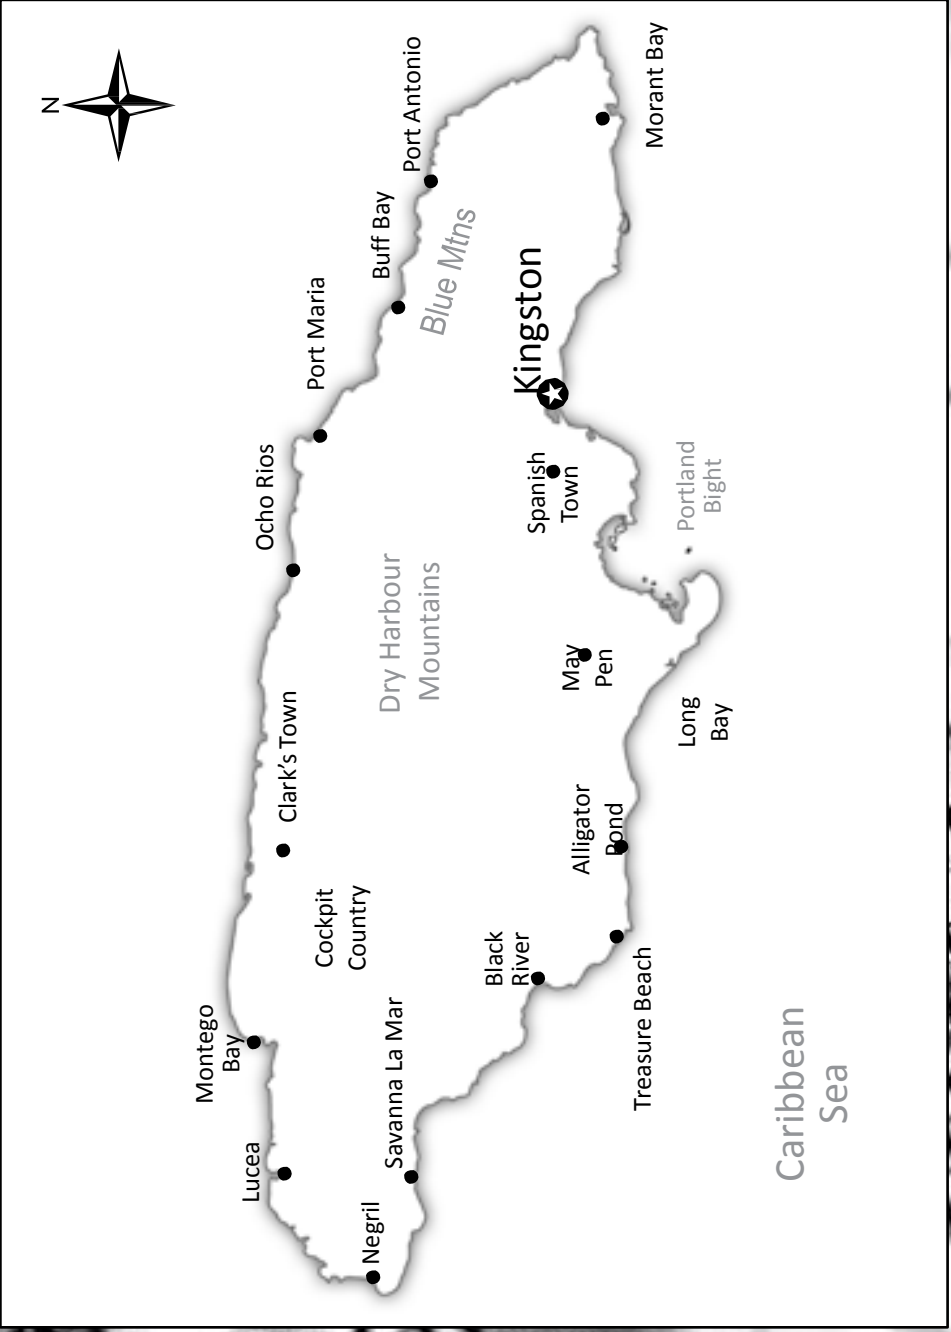 N
Montego
Bay
Lucea
Ocho Rios
Clark's Town
Port Maria
Cockpit
Country
Negril
Buff Bay
Savanna La Mar
Dry Harbour
Mountains
Port Antonio
Blue Mtns
Black
River
Kingston
Spanish
Town
May
Pen
Alligator
Pond
Treasure Beach
Morant Bay
Long
Bay
Portland
Bight
Caribbean
Sea